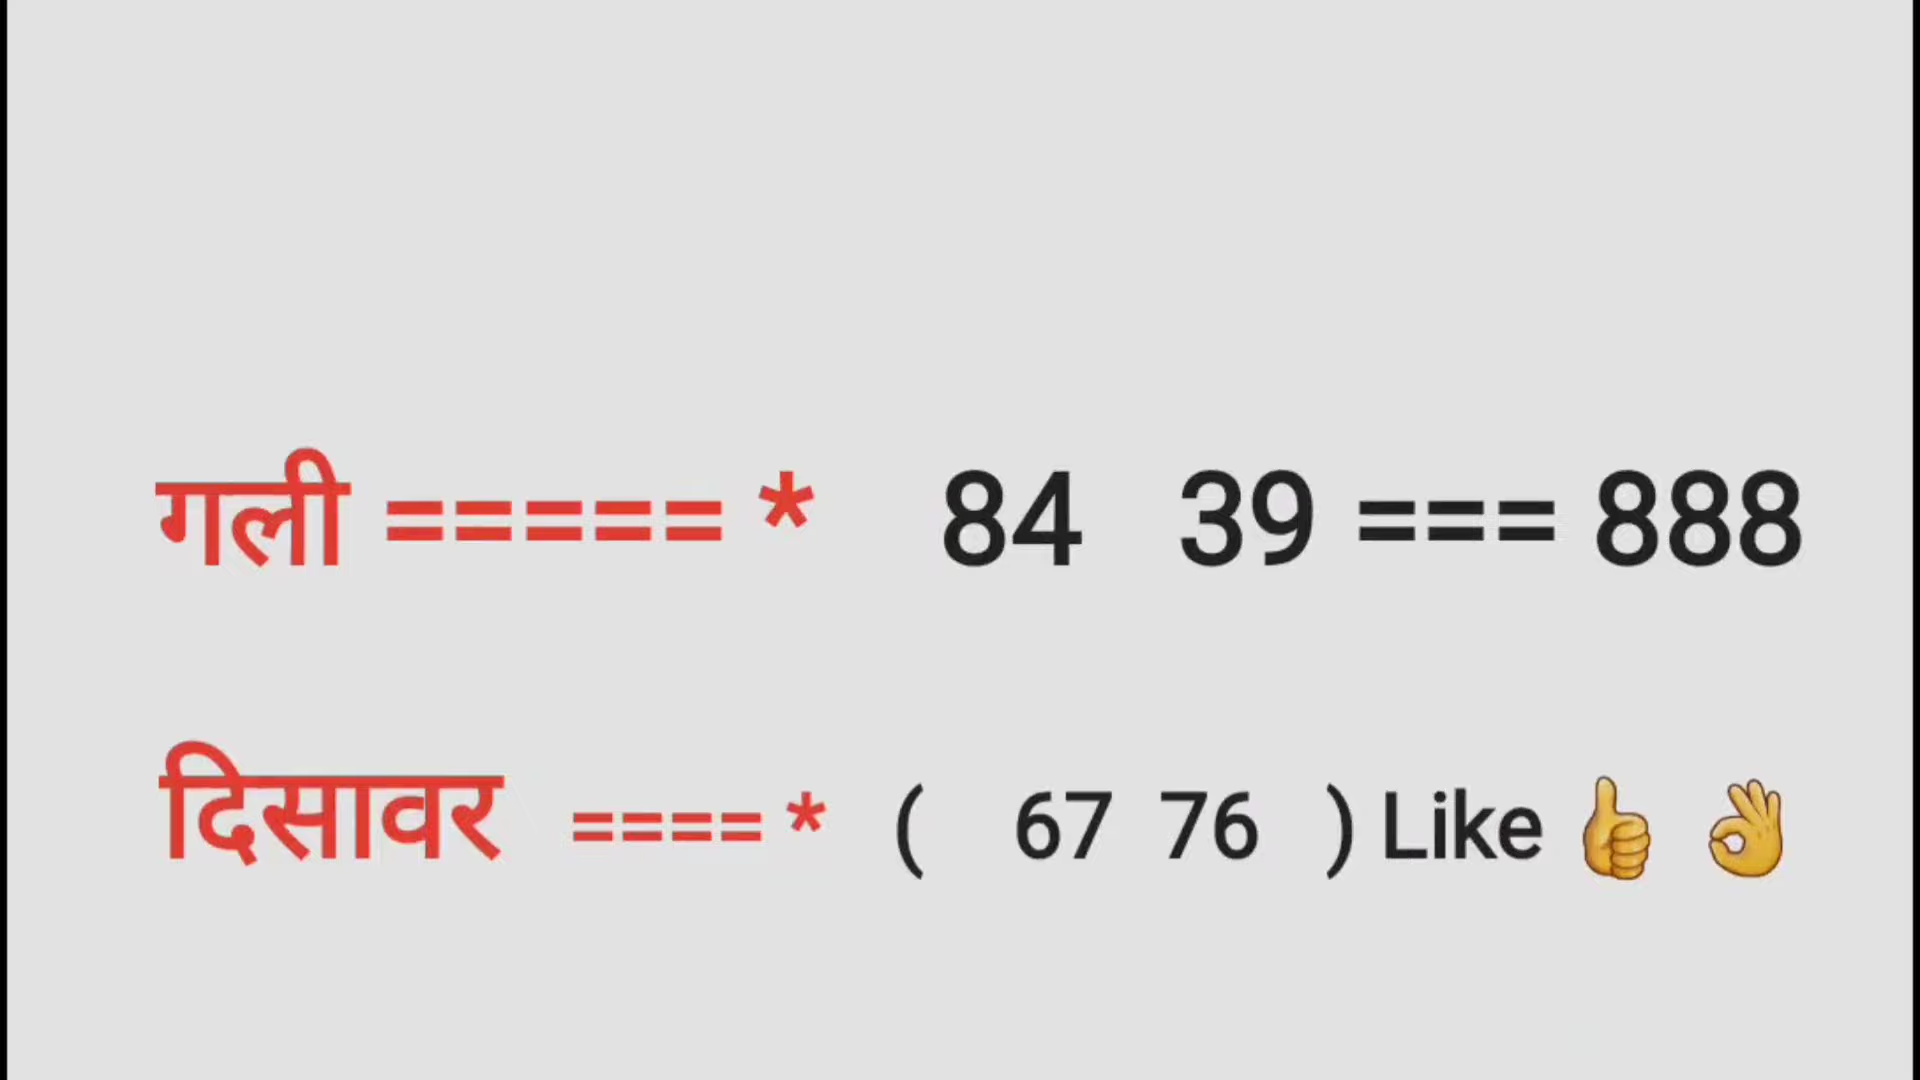 गली ===== * 84 39 === 888
दिसावर ==== * ( 67 76 ) Like 👍 👌